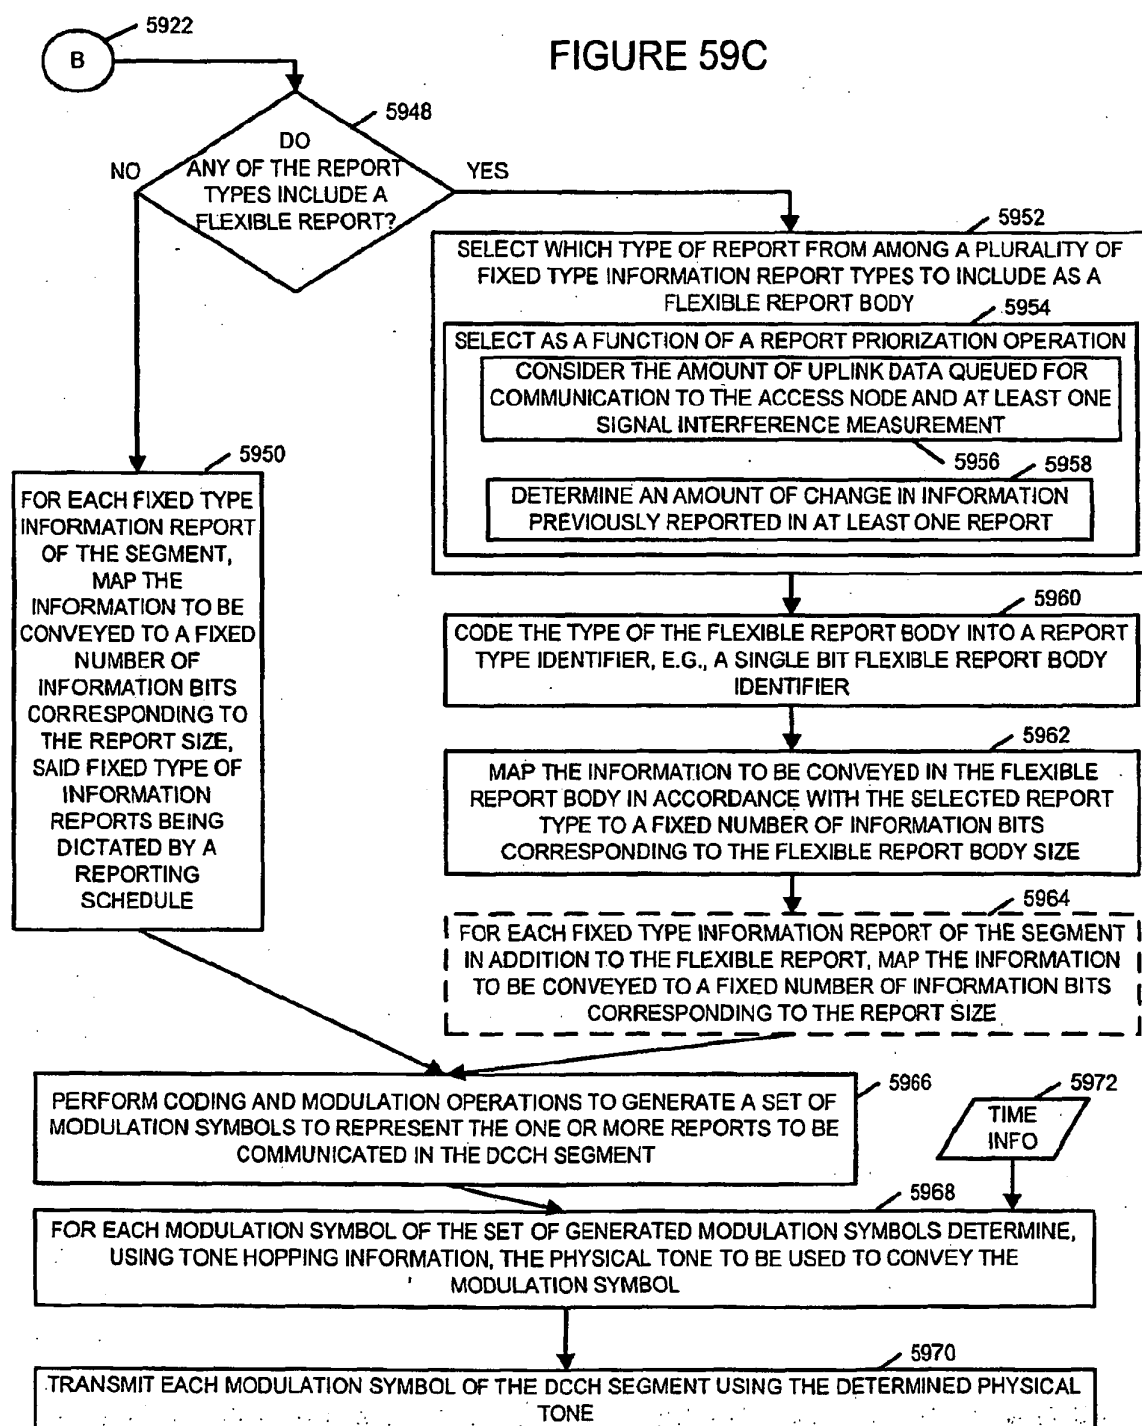 5922
B
FIGURE 59C
5948
DO
ANY OF THE REPORT
TYPES INCLUDE A
FLEXIBLE REPORT?
NO
YES
5952
SELECT WHICH TYPE OF REPORT FROM AMONG A PLURALITY OF
FIXED TYPE INFORMATION REPORT TYPES TO INCLUDE AS A
FLEXIBLE REPORT BODY
5954
SELECT AS A FUNCTION OF A REPORT PRIORIZATION OPERATION
CONSIDER THE AMOUNT OF UPLINK DATA QUEUED FOR
COMMUNICATION TO THE ACCESS NODE AND AT LEAST ONE
SIGNAL INTERFERENCE MEASUREMENT
5956
5958
DETERMINE AN AMOUNT OF CHANGE IN INFORMATION
PREVIOUSLY REPORTED IN AT LEAST ONE REPORT
5950
FOR EACH FIXED TYPE
INFORMATION REPORT
OF THE SEGMENT,
MAP THE
INFORMATION TO BE
CONVEYED TO A FIXED
NUMBER OF
INFORMATION BITS
CORRESPONDING TO
THE REPORT SIZE,
SAID FIXED TYPE OF
INFORMATION
REPORTS BEING
DICTATED BY A
REPORTING
SCHEDULE
5960
CODE THE TYPE OF THE FLEXIBLE REPORT BODY INTO A REPORT
TYPE IDENTIFIER, E.G., A SINGLE BIT FLEXIBLE REPORT BODY
IDENTIFIER
5962
MAP THE INFORMATION TO BE CONVEYED IN THE FLEXIBLE
REPORT BODY IN ACCORDANCE WITH THE SELECTED REPORT
TYPE TO A FIXED NUMBER OF INFORMATION BITS
CORRESPONDING TO THE FLEXIBLE REPORT BODY SIZE
5964
FOR EACH FIXED TYPE INFORMATION REPORT OF THE SEGMENT
IN ADDITION TO THE FLEXIBLE REPORT, MAP THE INFORMATION
TO BE CONVEYED TO A FIXED NUMBER OF INFORMATION BITS
CORRESPONDING TO THE REPORT SIZE
5966
PERFORM CODING AND MODULATION OPERATIONS TO GENERATE A SET OF
MODULATION SYMBOLS TO REPRESENT THE ONE OR MORE REPORTS TO BE
COMMUNICATED IN THE DCCH SEGMENT
5972
TIME
INFO
5968
FOR EACH MODULATION SYMBOL OF THE SET OF GENERATED MODULATION SYMBOLS DETERMINE,
USING TONE HOPPING INFORMATION, THE PHYSICAL TONE TO BE USED TO CONVEY THE
MODULATION SYMBOL
5970
TRANSMIT EACH MODULATION SYMBOL OF THE DCCH SEGMENT USING THE DETERMINED PHYSICAL
TONE